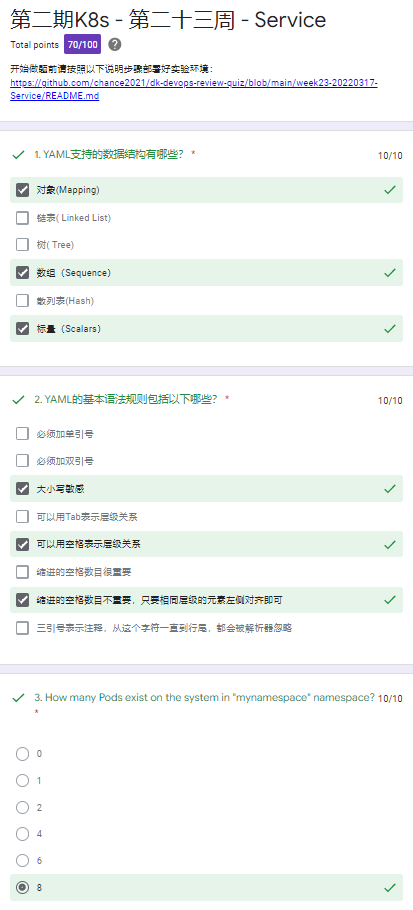 第二期K8s - 第二十三周 - Service
Total points 70/100 ?
开始做题前请按照以下说明步骤部署好实验环境：
https://github.com/chance2021/dk-devops-review-quiz/blob/main/week23-20220317-
Service/README.md
1. YAML支持的数据结构有哪些？ * 10/10
对象(Mapping)
链表( Linked List)
树( Tree)
数组（Sequence）
散列表(Hash)
标量（Scalars）
2. YAML的基本语法规则包括以下哪些？ * 10/10
必须加单引号
必须加双引号
大小写敏感
可以用Tab表示层级关系
可以用空格表示层级关系
缩进的空格数目很重要
缩进的空格数目不重要，只要相同层级的元素左侧对齐即可
三引号表示注释，从这个字符一直到行尾，都会被解析器忽略
3. How many Pods exist on the system in "mynamespace" namespace? 10/10
*
0
1
2
4
6
8